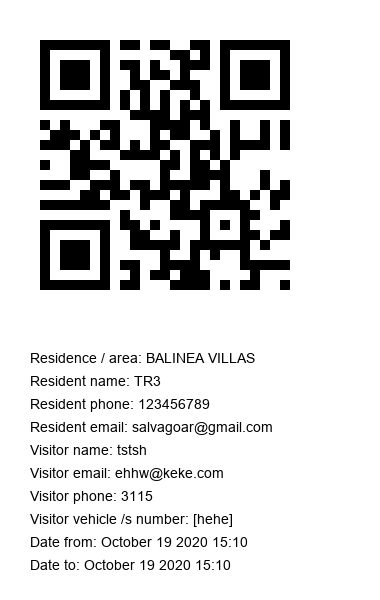 Residence / area: BALINEA VILLAS
Resident name: TR3
Resident phone: 123456789
Resident email: salvagoar@gmail.com
Visitor name: tstsh
Visitor email: ehhw@keke.com
Visitor phone: 3115
Visitor vehicle /s number: [hehe]
Date from: October 19 2020 15:10
Date to: October 19 2020 15:10